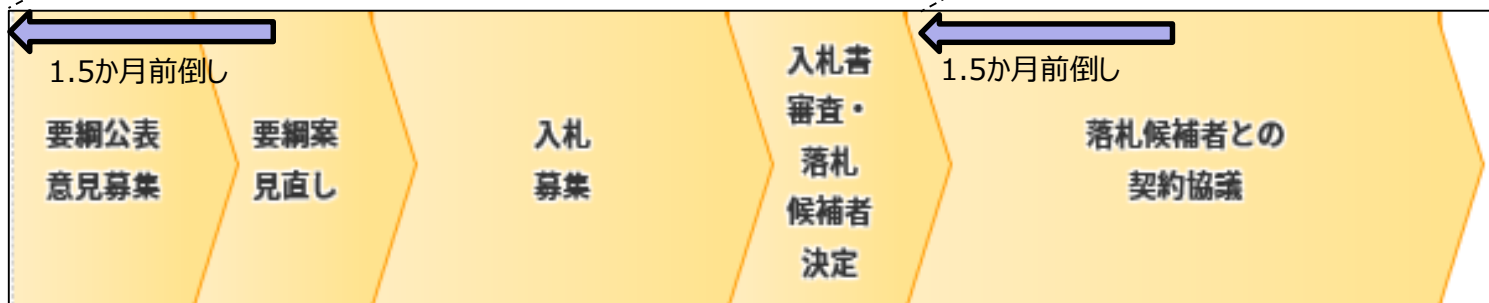 1.5か月前倒し
1.5か月前倒し
要綱公表
意見募集
要綱案
見直し
入札
募集
入札書
審査・
落札
候補者
決定
落札候補者との
契約協議